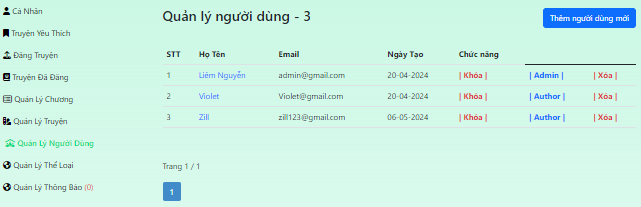 Cá Nhân
Truyện Yêu Thích
Đăng Truyện
Truyện Đã Đăng
Quản Lý Chương
Quản Lý Truyện
Quản Lý Người Dùng
Quản Lý Thể Loại
Quản Lý Thông Báo (0)
Quản lý người dùng - 3
Thêm người dùng mới
STT Họ Tên Email Ngày Tạo Chức năng
1 Liêm Nguyễn admin@gmail.com 20-04-2024 | Khóa | | Admin | | Xóa |
2 Violet Violet@gmail.com 20-04-2024 | Khóa | | Author | | Xóa |
3 Zill zill123@gmail.com 06-05-2024 | Khóa | | Author | | Xóa |
Trang 1 / 1
1